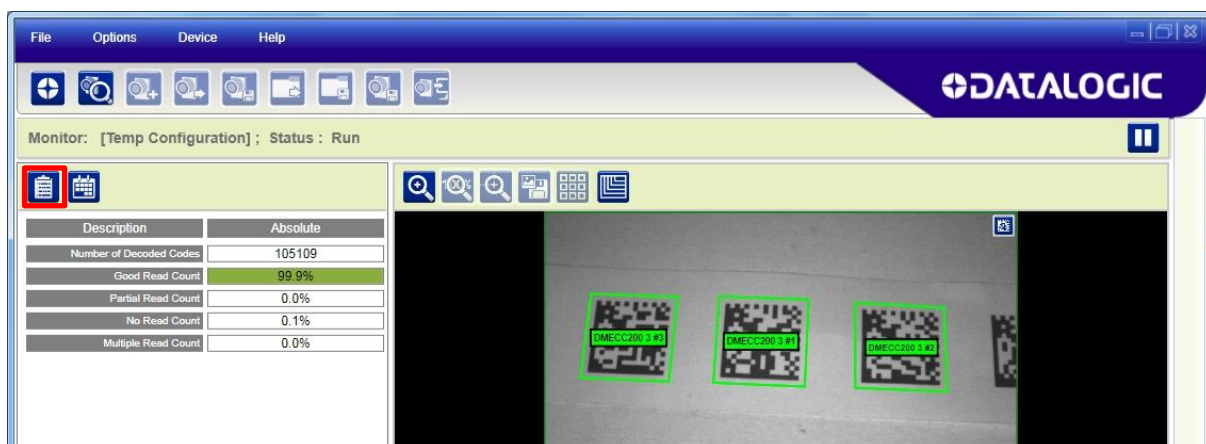 File Options Device Help
DATALOGIC
Monitor: [Temp Configuration] ; Status : Run
100%
Description Absolute
Number of Decoded Codes 105109
Good Read Count 99.9%
Partial Read Count 0.0%
No Read Count 0.1%
Multiple Read Count 0.0%
DMECC200 3 #3
DMECC200 3 #1
DMECC200 3 #2